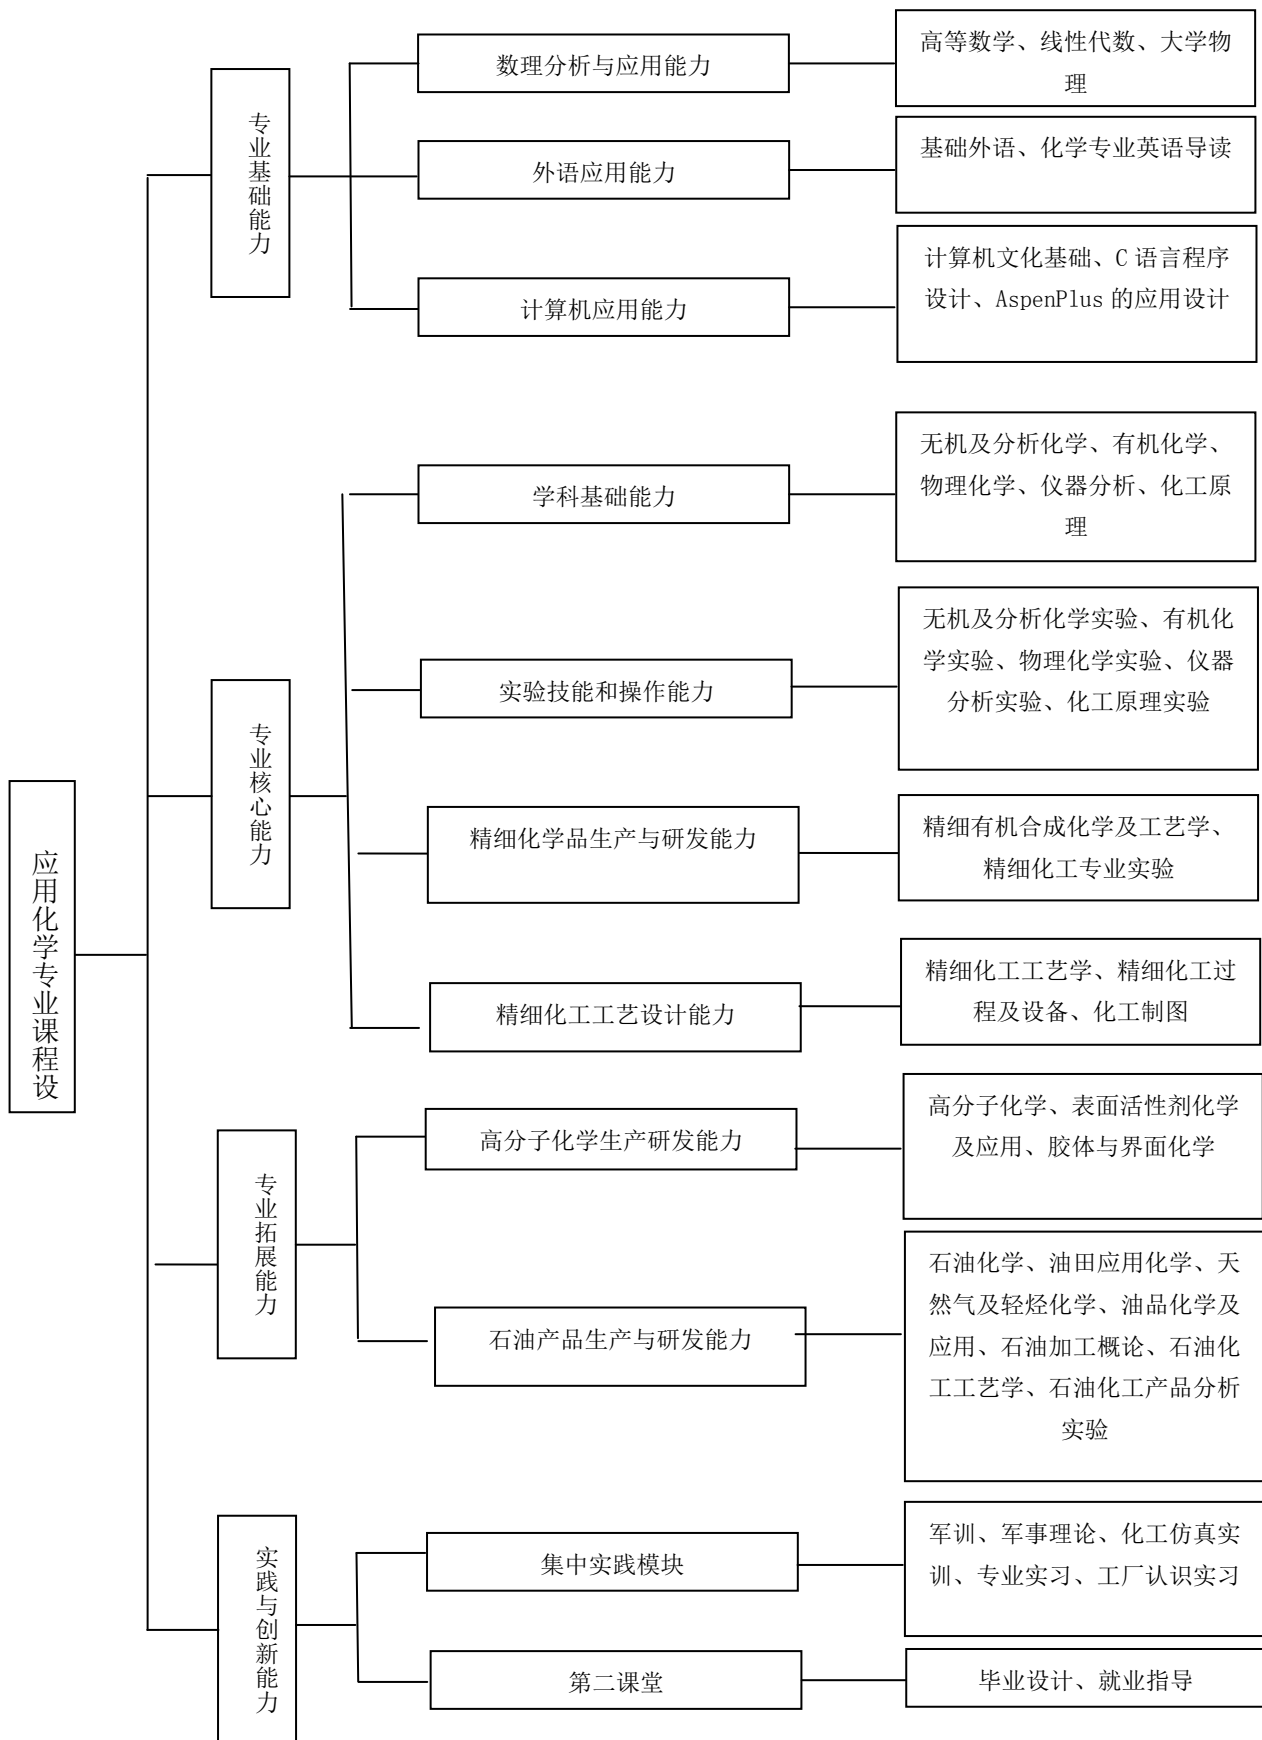 应用化学专业课程设
专业基础能力
数理分析与应用能力
高等数学、线性代数、大学物
理
外语应用能力
基础外语、化学专业英语导读
计算机应用能力
计算机文化基础、C 语言程序
设计、AspenPlus 的应用设计
专业核心能力
学科基础能力
无机及分析化学、有机化学、
物理化学、仪器分析、化工原
理
实验技能和操作能力
无机及分析化学实验、有机化
学实验、物理化学实验、仪器
分析实验、化工原理实验
精细化学品生产与研发能力
精细有机合成化学及工艺学、
精细化工专业实验
精细化工工艺设计能力
精细化工工艺学、精细化工过
程及设备、化工制图
专业拓展能力
高分子化学生产研发能力
高分子化学、表面活性剂化学
及应用、胶体与界面化学
石油产品生产与研发能力
石油化学、油田应用化学、天
然气及轻烃化学、油品化学及
应用、石油加工概论、石油化
工工艺学、石油化工产品分析
实验
实践与创新能力
集中实践模块
军训、军事理论、化工仿真实
训、专业实习、工厂认识实习
第二课堂
毕业设计、就业指导